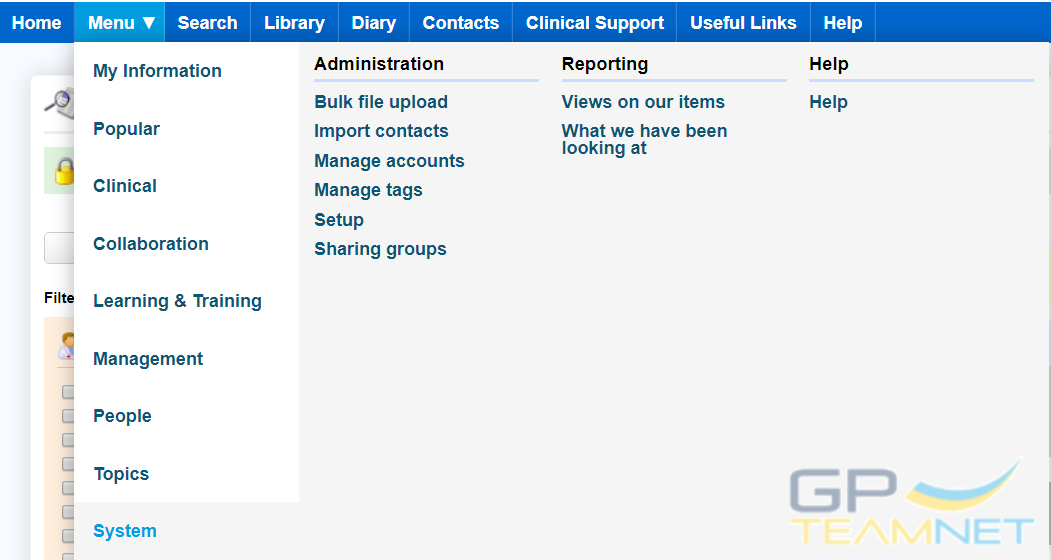 Home Menu ▼ Search Library Diary Contacts Clinical Support Useful Links Help
My Information
Popular
Clinical
Collaboration
Learning & Training
Management
People
Topics
System
Administration
Bulk file upload
Import contacts
Manage accounts
Manage tags
Setup
Sharing groups
Reporting
Views on our items
What we have been
looking at
Help
Help
Filte
GP
TEAMNET